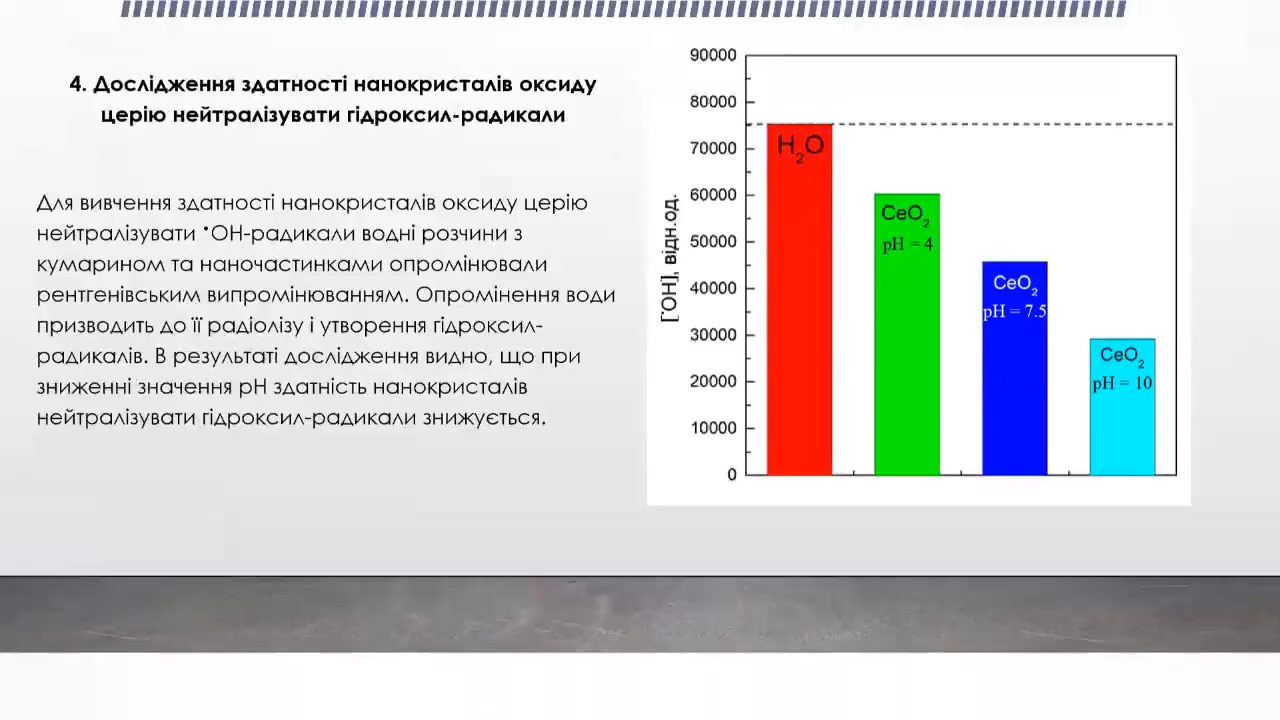 4. Дослідження здатності нанокристалів оксиду
церію нейтралізувати гідроксил-радикали
Для вивчення здатності нанокристалів оксиду церію
нейтралізувати •ОН-радикали водні розчини з
кумарином та наночастинками опромінювали
рентгенівським випромінюванням. Опромінення води
призводить до її радіолізу і утворення гідроксил-
радикалів. В результаті дослідження видно, що при
зниженні значення рН здатність нанокристалів
нейтралізувати гідроксил-радикали знижується.
[˙OH], відн.од.
90000
80000
70000
60000
50000
40000
30000
20000
10000
0
H₂O
CeO₂
pH = 4
CeO₂
pH = 7.5
CeO₂
pH = 10